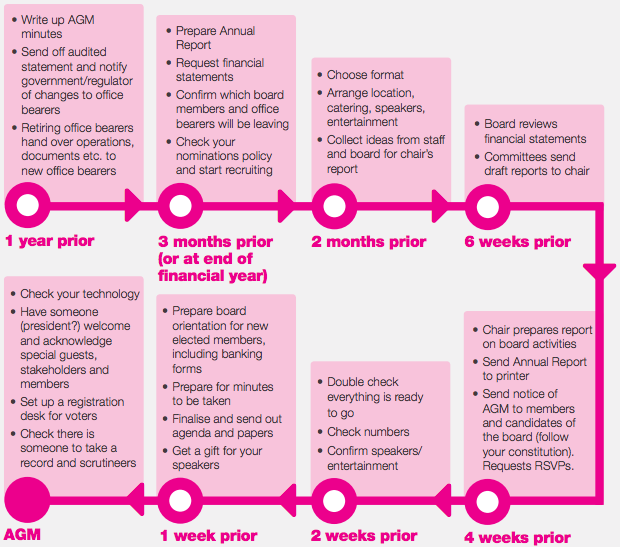 • Write up AGM
minutes
• Send off audited
statement and notify
government/regulator
of changes to office
bearers
• Retiring office bearers
hand over operations,
documents etc. to
new office bearers
1 year prior
• Prepare Annual
Report
• Request financial
statements
• Confirm which board
members and office
bearers will be leaving
• Check your
nominations policy
and start recruiting
3 months prior
(or at end of
financial year)
• Choose format
• Arrange location,
catering, speakers,
entertainment
• Collect ideas from staff
and board for chair's
report
2 months prior
• Board reviews
financial statements
• Committees send
draft reports to chair
6 weeks prior
• Chair prepares report
on board activities
• Send Annual Report
to printer
• Send notice of
AGM to members
and candidates of
the board (follow
your constitution).
Requests RSVPs.
4 weeks prior
• Double check
everything is ready
to go
• Check numbers
• Confirm speakers/
entertainment
2 weeks prior
• Prepare board
orientation for new
elected members,
including banking
forms
• Prepare for minutes
to be taken
• Finalise and send out
agenda and papers
• Get a gift for your
speakers
1 week prior
• Check your technology
• Have someone
(president?) welcome
and acknowledge
special guests,
stakeholders and
members
• Set up a registration
desk for voters
• Check there is
someone to take a
record and scrutineers
AGM